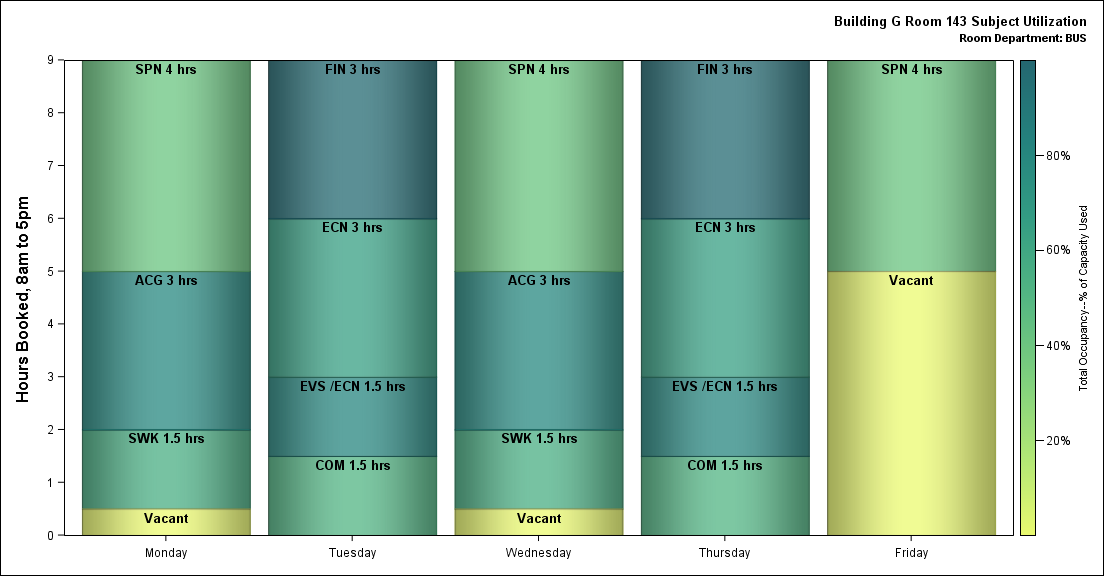 Building G Room 143 Subject Utilization
Room Department: BUS
Hours Booked, 8am to 5pm
9
8
7
6
5
4
3
2
1
0
SPN 4 hrs
ACG 3 hrs
SWK 1.5 hrs
Vacant
FIN 3 hrs
ECN 3 hrs
EVS /ECN 1.5 hrs
COM 1.5 hrs
SPN 4 hrs
ACG 3 hrs
SWK 1.5 hrs
Vacant
FIN 3 hrs
ECN 3 hrs
EVS /ECN 1.5 hrs
COM 1.5 hrs
SPN 4 hrs
Vacant
Monday
Tuesday
Wednesday
Thursday
Friday
80%
60%
40%
20%
Total Occupancy--% of Capacity Used